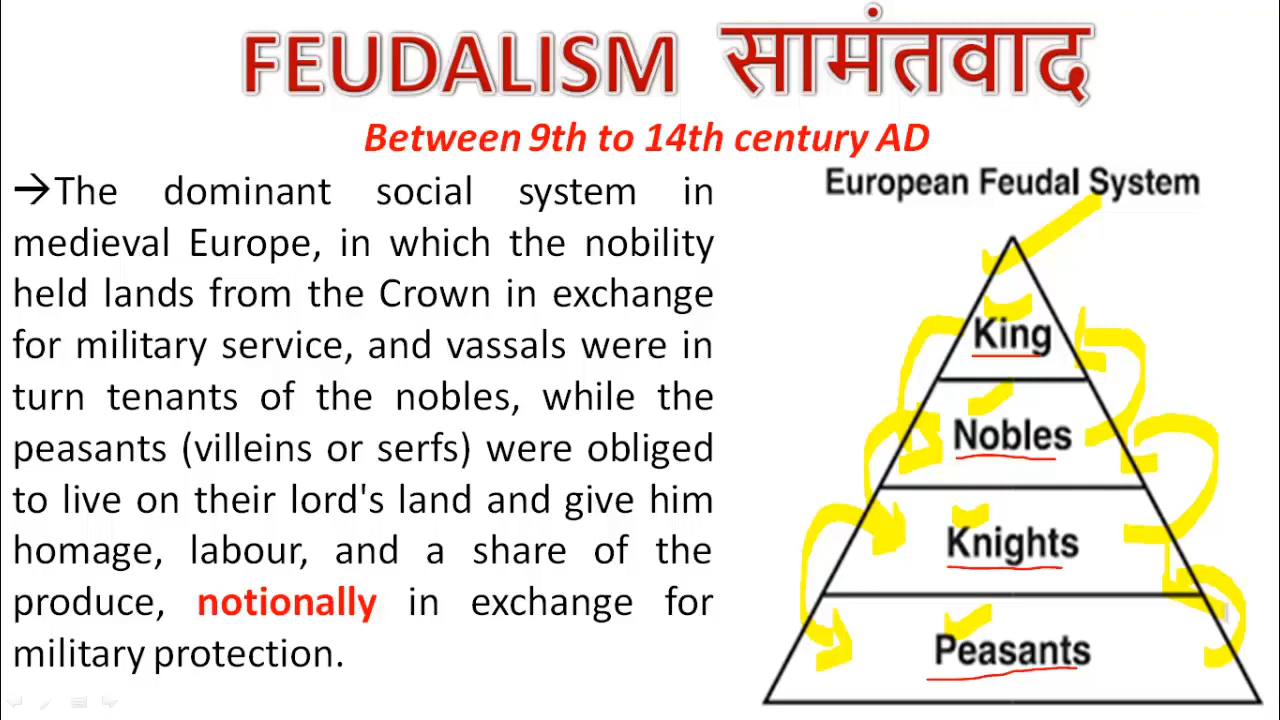 FEUDALISM सामंतवाद
Between 9th to 14th century AD
→The dominant social system in
medieval Europe, in which the nobility
held lands from the Crown in exchange
for military service, and vassals were in
turn tenants of the nobles, while the
peasants (villeins or serfs) were obliged
to live on their lord's land and give him
homage, labour, and a share of the
produce, notionally in exchange for
military protection.
European Feudal System
King
Nobles
Knights
Peasants